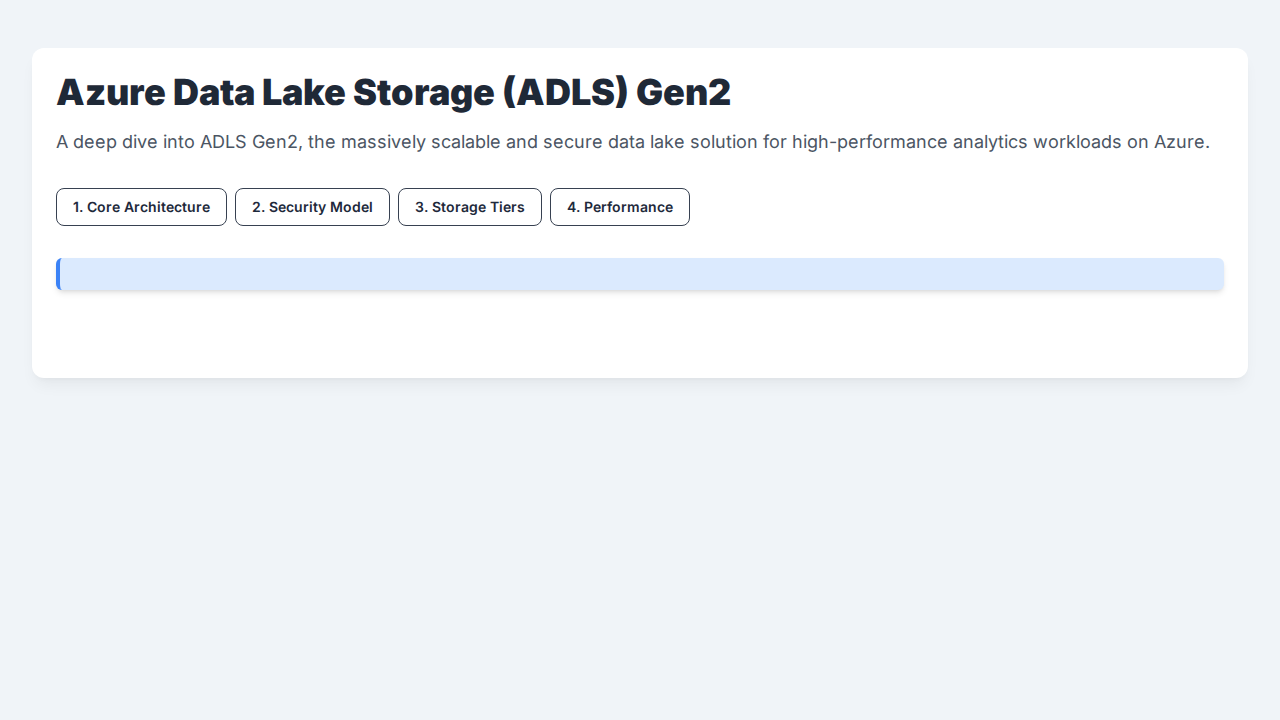 Azure Data Lake Storage (ADLS) Gen2
A deep dive into ADLS Gen2, the massively scalable and secure data lake solution for high-performance analytics workloads on Azure.
1. Core Architecture
2. Security Model
3. Storage Tiers
4. Performance